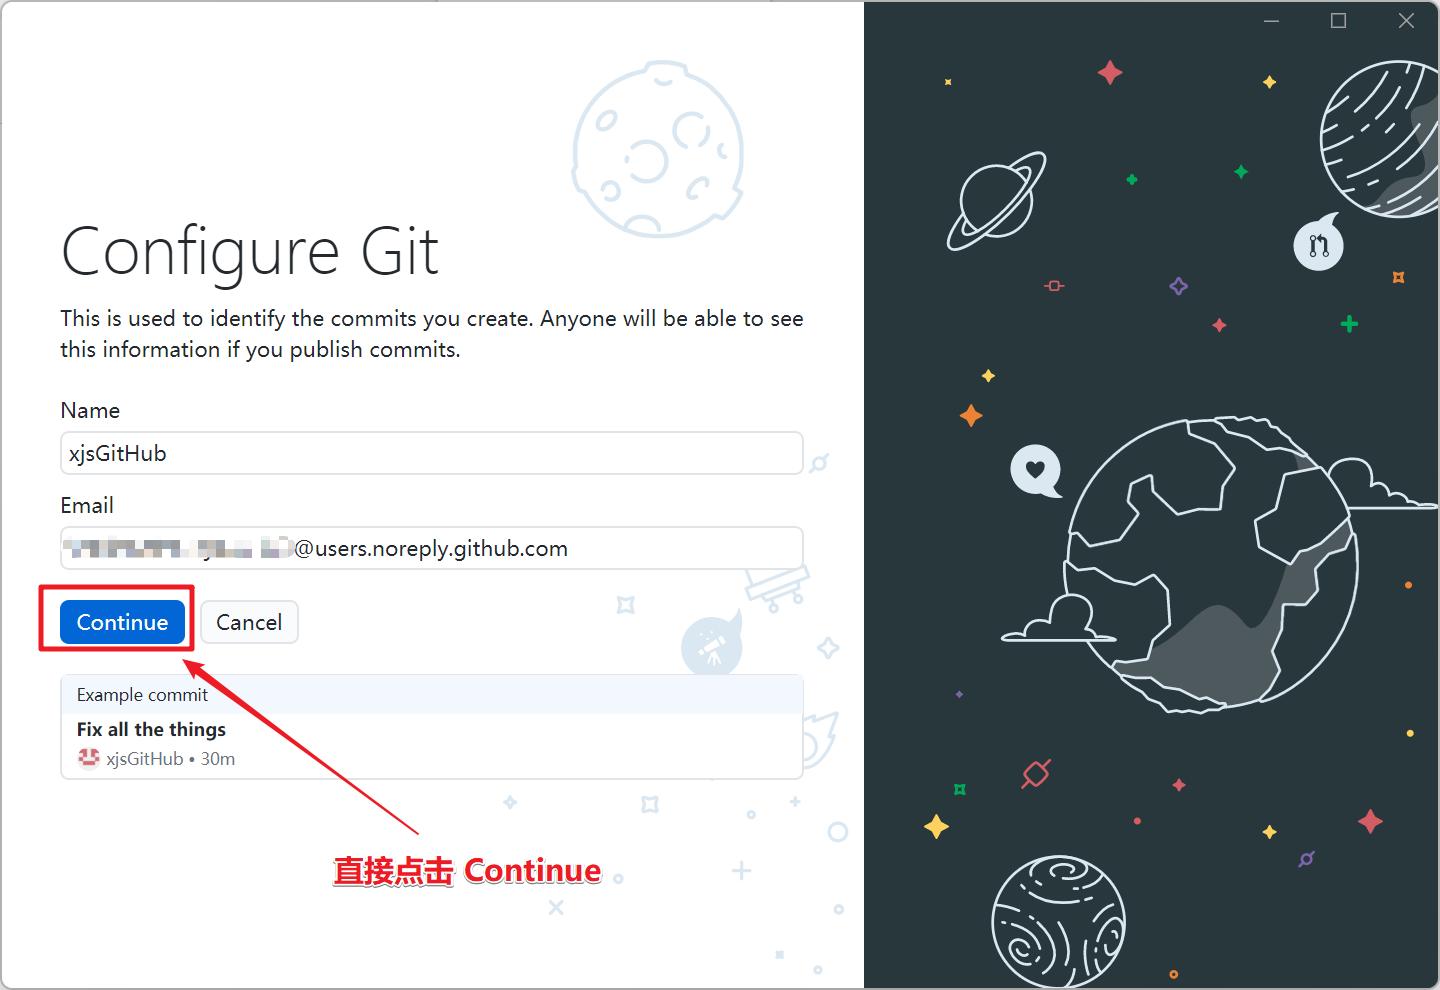 Configure Git
This is used to identify the commits you create. Anyone will be able to see
this information if you publish commits.
Name
xjsGitHub
Email
@users.noreply.github.com
Continue
Cancel
Example commit
Fix all the things
xjsGitHub • 30m
直接点击 Continue